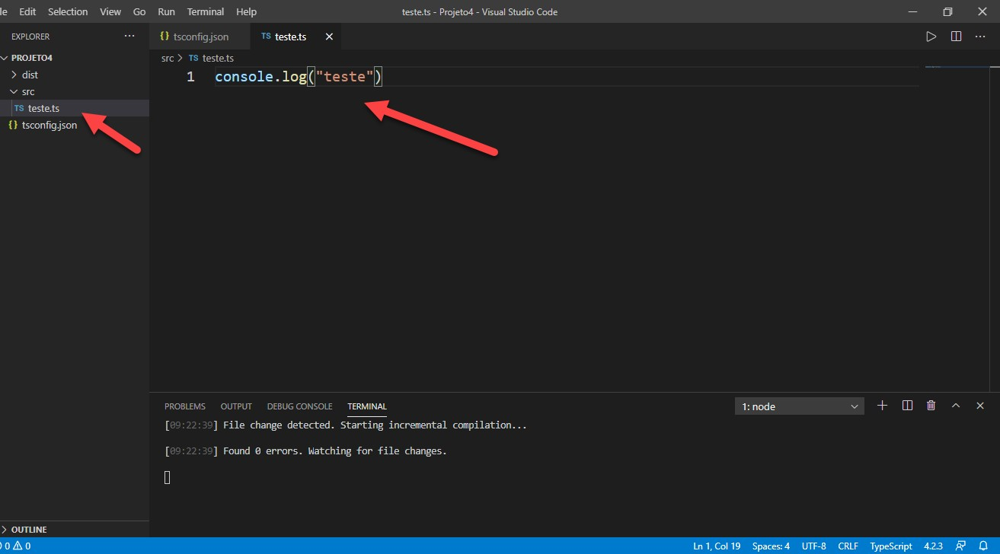 le Edit Selection View Go Run Terminal Help teste.ts - Projeto4 - Visual Studio Code
EXPLORER ...
{} tsconfig.json TS teste.ts
PROJETO4
src > TS teste.ts
dist
1 console.log("teste")
src
TS teste.ts
{} tsconfig.json
PROBLEMS OUTPUT DEBUG CONSOLE TERMINAL 1: node
[09:22:39] File change detected. Starting incremental compilation...
[09:22:39] Found 0 errors. Watching for file changes.
OUTLINE
0 0 Ln 1, Col 19 Spaces: 4 UTF-8 CRLF TypeScript 4.2.3